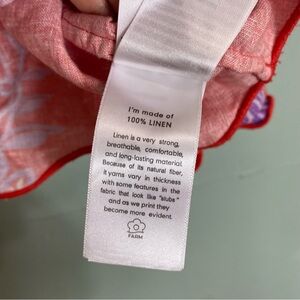 I'm made of
100% LINEN
Linen is a very strong,
breathable, comfortable,
and long-lasting material.
Because of its natural fiber,
it yarns vary in thickness
with some features in the
fabric that look like "slubs"
and as we print they
become more evident.
FARM